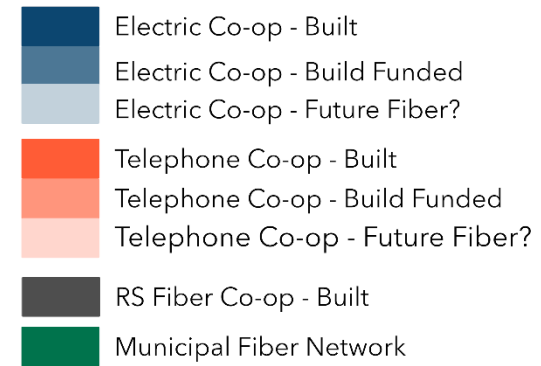 Electric Co-op - Built
Electric Co-op - Build Funded
Electric Co-op - Future Fiber?
Telephone Co-op - Built
Telephone Co-op - Build Funded
Telephone Co-op - Future Fiber?
RS Fiber Co-op - Built
Municipal Fiber Network